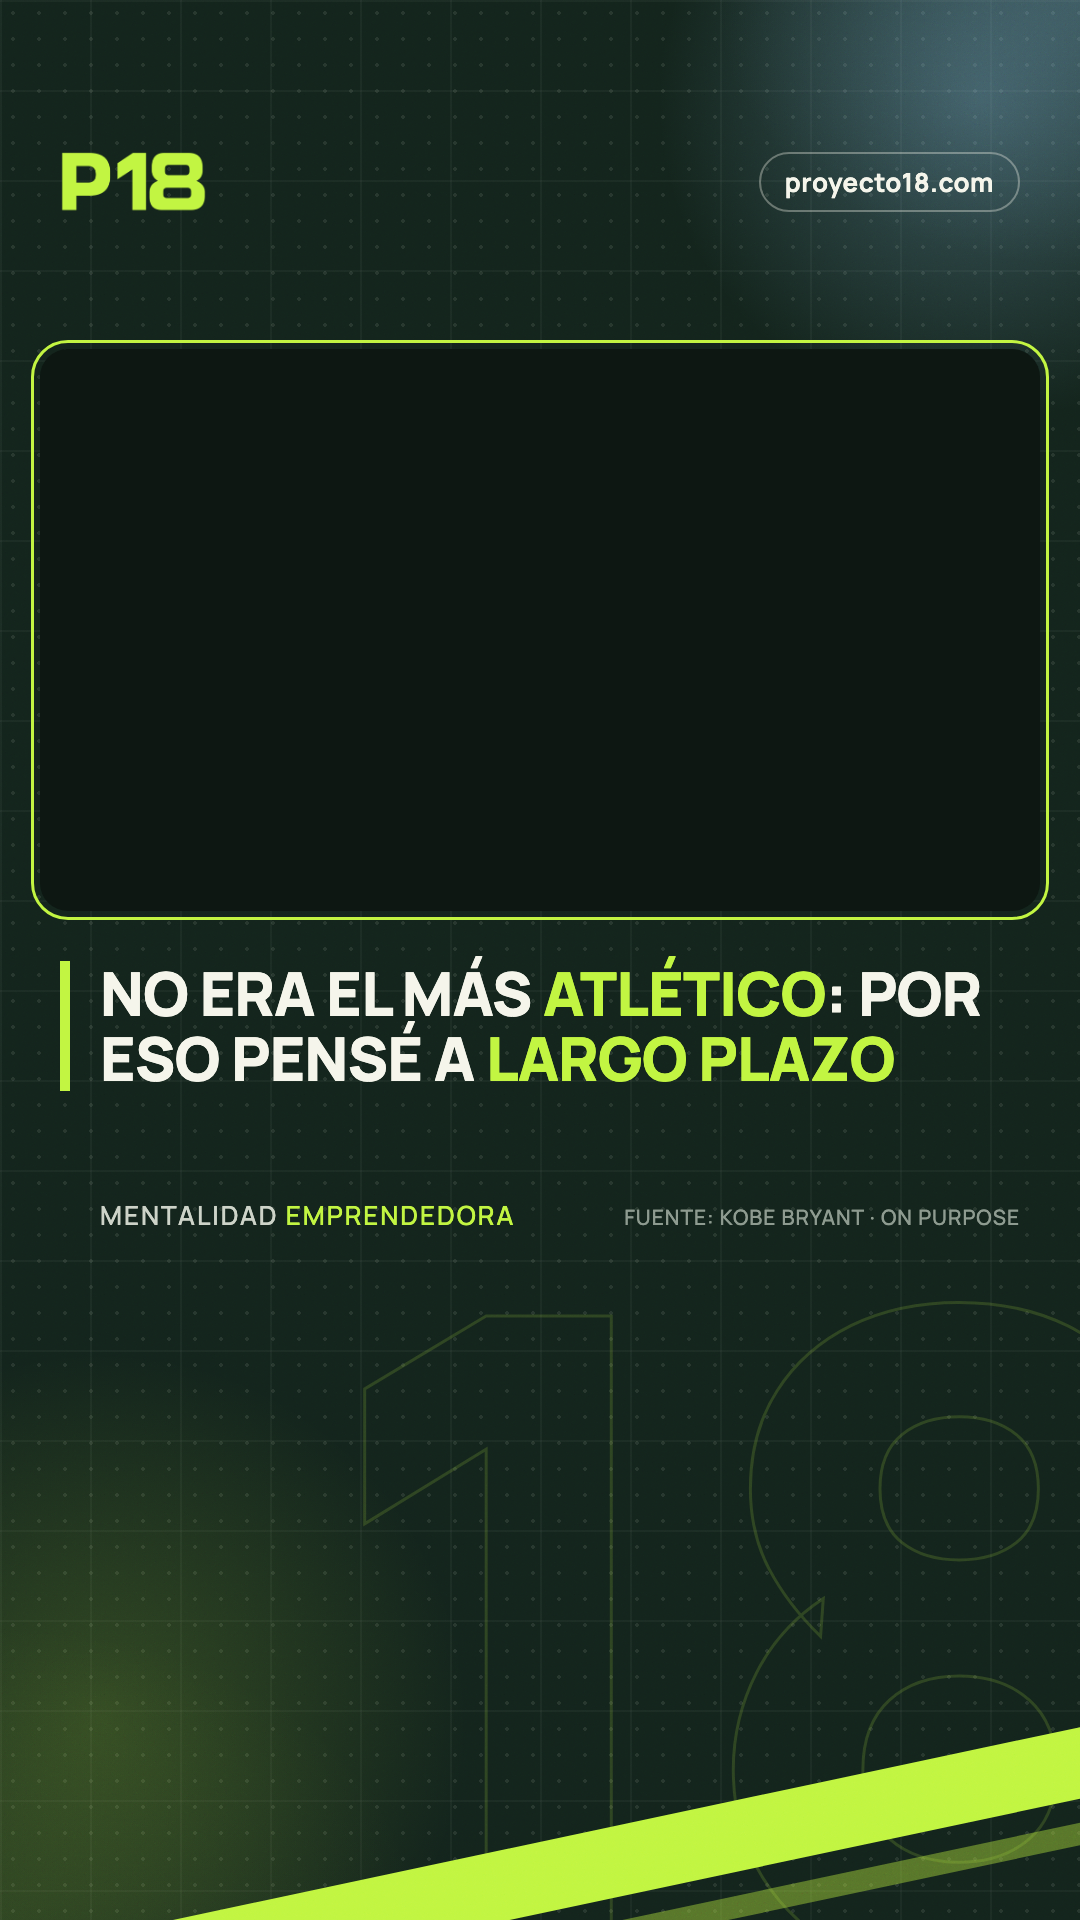 P18
proyecto18.com
NO ERA EL MÁS ATLÉTICO: POR
ESO PENSÉ A LARGO PLAZO
MENTALIDAD EMPRENDEDORA
FUENTE: KOBE BRYANT · ON PURPOSE
18